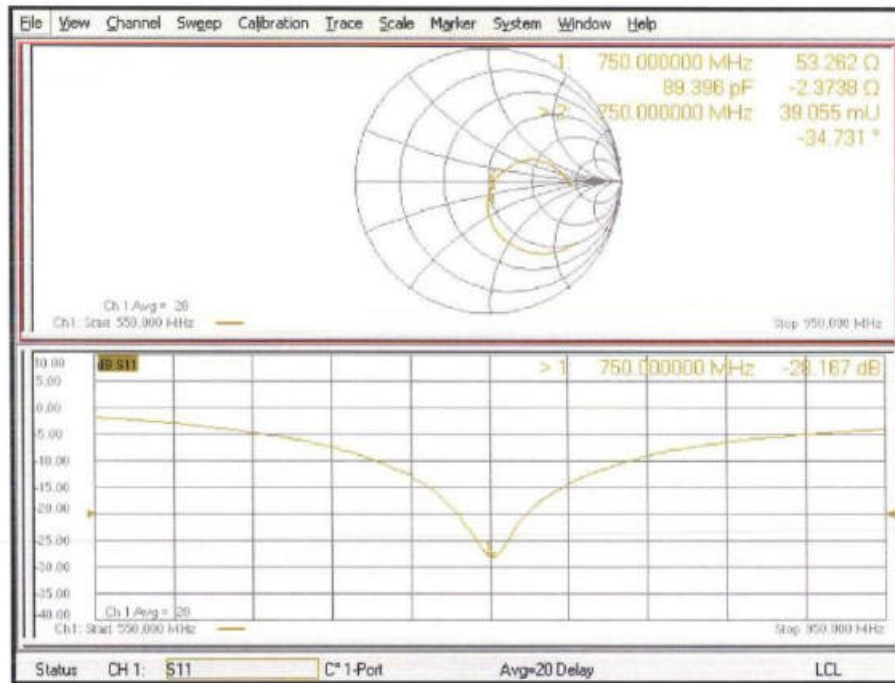 File View Channel Sweep Calibration Trace Scale Marker System Window Help
1: 750.000000 MHz 53.262 Ω
89.396 pF -2.3738 Ω
> 2: 750.000000 MHz 39.055 mU
-34.731 °
Ch 1 Avg = 20
Ch1: Start 550.000 MHz Stop 950.000 MHz
10.00 dB S11 > 1: 750.000000 MHz -28.167 dB
5.00
0.00
-5.00
-10.00
-15.00
-20.00
-25.00
1
-30.00
-35.00
-40.00 Ch 1 Avg = 20
Ch1: Start 550.000 MHz Stop 950.000 MHz
Status CH 1: S11 C* 1-Port Avg=20 Delay LCL